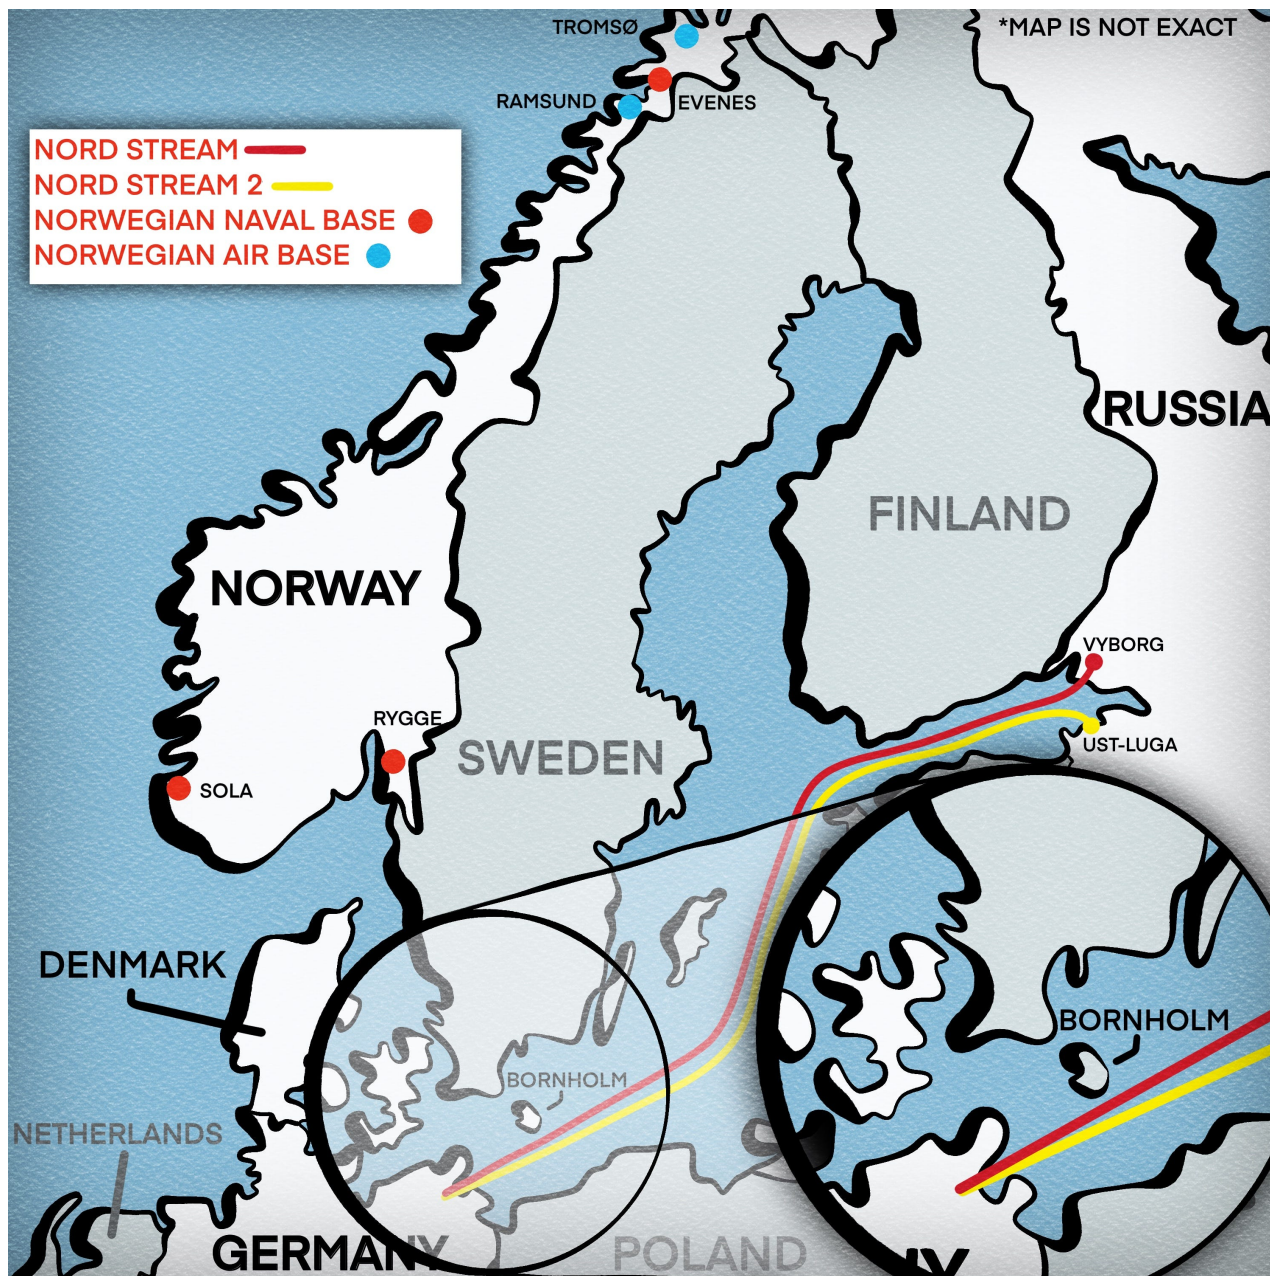 TROMSØ
*MAP IS NOT EXACT
RAMSUND
EVENES
NORD STREAM
NORD STREAM 2
NORWEGIAN NAVAL BASE
NORWEGIAN AIR BASE
RUSSIA
FINLAND
NORWAY
VYBORG
RYGGE
UST-LUGA
SWEDEN
SOLA
DENMARK
BORNHOLM
BORNHOLM
NETHERLANDS
GERMANY
POLAND
NY